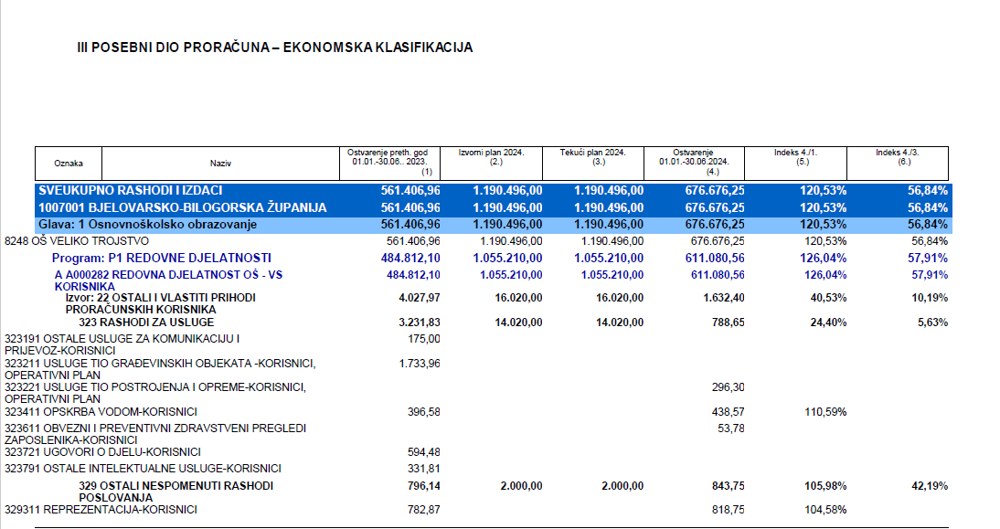 III POSEBNI DIO PRORAČUNA – EKONOMSKA KLASIFIKACIJA
Oznaka Naziv Ostvarenje preth. god 01.01.-30.06.. 2023. (1) Izvorni plan 2024. (2.) Tekući plan 2024. (3.) Ostvarenje 01.01.-30.06.2024. (4.) Indeks 4./1. (5.) Indeks 4./3. (6.)
SVEUKUPNO RASHODI I IZDACI 561.406,96 1.190.496,00 1.190.496,00 676.676,25 120,53% 56,84%
1007001 BJELOVARSKO-BILOGORSKA ŽUPANIJA 561.406,96 1.190.496,00 1.190.496,00 676.676,25 120,53% 56,84%
Glava: 1 Osnovnoškolsko obrazovanje 561.406,96 1.190.496,00 1.190.496,00 676.676,25 120,53% 56,84%
8248 OŠ VELIKO TROJSTVO 561.406,96 1.190.496,00 1.190.496,00 676.676,25 120,53% 56,84%
Program: P1 REDOVNE DJELATNOSTI 484.812,10 1.055.210,00 1.055.210,00 611.080,56 126,04% 57,91%
A A000282 REDOVNA DJELATNOST OŠ - VS 484.812,10 1.055.210,00 1.055.210,00 611.080,56 126,04% 57,91%
KORISNIKA
Izvor: 22 OSTALI I VLASTITI PRIHODI 4.027,97 16.020,00 16.020,00 1.632,40 40,53% 10,19%
PRORAČUNSKIH KORISNIKA
323 RASHODI ZA USLUGE 3.231,83 14.020,00 14.020,00 788,65 24,40% 5,63%
323191 OSTALE USLUGE ZA KOMUNIKACIJU I 175,00
PRIJEVOZ-KORISNICI
323211 USLUGE TIO GRAĐEVINSKIH OBJEKATA -KORISNICI, 1.733,96
OPERATIVNI PLAN
323221 USLUGE TIO POSTROJENJA I OPREME-KORISNICI, 296,30
OPERATIVNI PLAN
323411 OPSKRBA VODOM-KORISNICI 396,58 438,57 110,59%
323611 OBVEZNI I PREVENTIVNI ZDRAVSTVENI PREGLEDI 53,78
ZAPOSLENIKA-KORISNICI
323721 UGOVORI O DJELU-KORISNICI 594,48
323791 OSTALE INTELEKTUALNE USLUGE-KORISNICI 331,81
329 OSTALI NESPOMENUTI RASHODI 796,14 2.000,00 2.000,00 843,75 105,98% 42,19%
POSLOVANJA
329311 REPREZENTACIJA-KORISNICI 782,87 818,75 104,58%